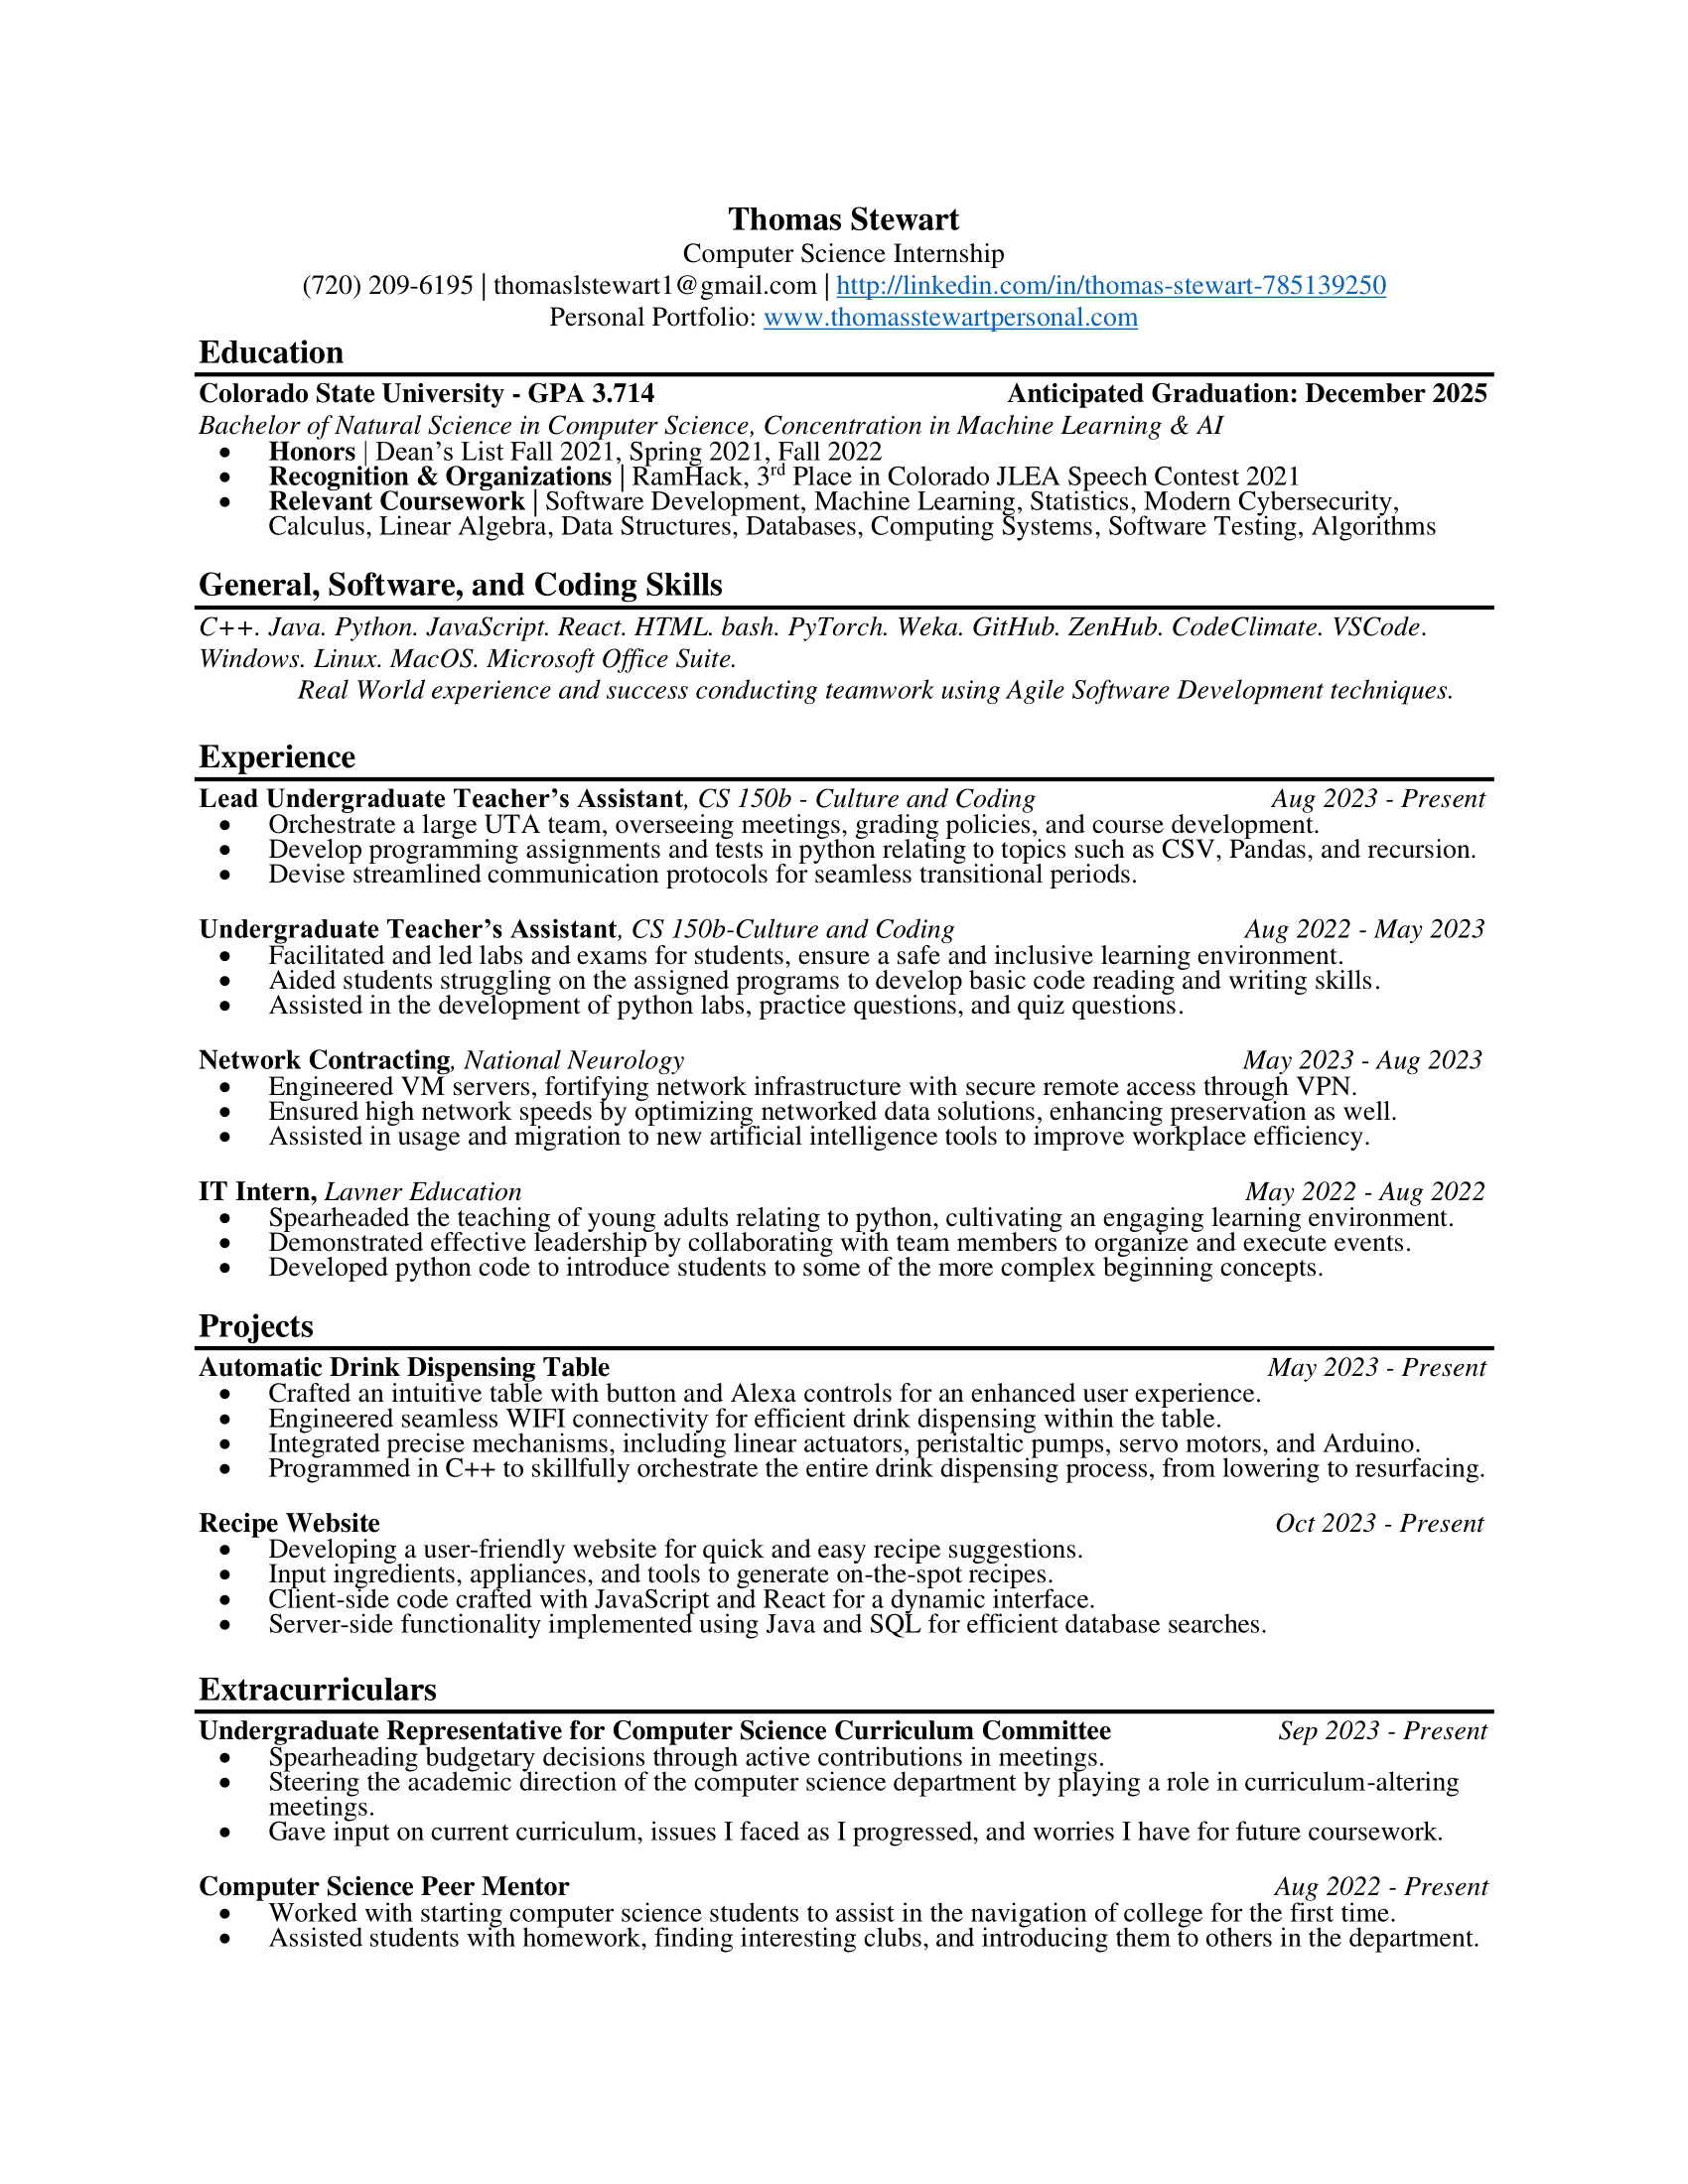 Thomas Stewart
Computer Science Internship
(720) 209-6195 | thomaslstewart1@gmail.com | http://linkedin.com/in/thomas-stewart-785139250
Personal Portfolio: www.thomasstewartpersonal.com
Education
Colorado State University - GPA 3.714 Anticipated Graduation: December 2025
Bachelor of Natural Science in Computer Science, Concentration in Machine Learning & AI
• Honors | Dean's List Fall 2021, Spring 2021, Fall 2022
• Recognition & Organizations | RamHack, 3rd Place in Colorado JLEA Speech Contest 2021
• Relevant Coursework | Software Development, Machine Learning, Statistics, Modern Cybersecurity,
Calculus, Linear Algebra, Data Structures, Databases, Computing Systems, Software Testing, Algorithms
General, Software, and Coding Skills
C++. Java. Python. JavaScript. React. HTML. bash. PyTorch. Weka. GitHub. ZenHub. CodeClimate. VSCode.
Windows. Linux. MacOS. Microsoft Office Suite.
Real World experience and success conducting teamwork using Agile Software Development techniques.
Experience
Lead Undergraduate Teacher's Assistant, CS 150b - Culture and Coding Aug 2023 - Present
• Orchestrate a large UTA team, overseeing meetings, grading policies, and course development.
• Develop programming assignments and tests in python relating to topics such as CSV, Pandas, and recursion.
• Devise streamlined communication protocols for seamless transitional periods.
Undergraduate Teacher's Assistant, CS 150b-Culture and Coding Aug 2022 - May 2023
• Facilitated and led labs and exams for students, ensure a safe and inclusive learning environment.
• Aided students struggling on the assigned programs to develop basic code reading and writing skills.
• Assisted in the development of python labs, practice questions, and quiz questions.
Network Contracting, National Neurology May 2023 - Aug 2023
• Engineered VM servers, fortifying network infrastructure with secure remote access through VPN.
• Ensured high network speeds by optimizing networked data solutions, enhancing preservation as well.
• Assisted in usage and migration to new artificial intelligence tools to improve workplace efficiency.
IT Intern, Lavner Education May 2022 - Aug 2022
• Spearheaded the teaching of young adults relating to python, cultivating an engaging learning environment.
• Demonstrated effective leadership by collaborating with team members to organize and execute events.
• Developed python code to introduce students to some of the more complex beginning concepts.
Projects
Automatic Drink Dispensing Table May 2023 - Present
• Crafted an intuitive table with button and Alexa controls for an enhanced user experience.
• Engineered seamless WIFI connectivity for efficient drink dispensing within the table.
• Integrated precise mechanisms, including linear actuators, peristaltic pumps, servo motors, and Arduino.
• Programmed in C++ to skillfully orchestrate the entire drink dispensing process, from lowering to resurfacing.
Recipe Website Oct 2023 - Present
• Developing a user-friendly website for quick and easy recipe suggestions.
• Input ingredients, appliances, and tools to generate on-the-spot recipes.
• Client-side code crafted with JavaScript and React for a dynamic interface.
• Server-side functionality implemented using Java and SQL for efficient database searches.
Extracurriculars
Undergraduate Representative for Computer Science Curriculum Committee Sep 2023 - Present
• Spearheading budgetary decisions through active contributions in meetings.
• Steering the academic direction of the computer science department by playing a role in curriculum-altering
meetings.
• Gave input on current curriculum, issues I faced as I progressed, and worries I have for future coursework.
Computer Science Peer Mentor Aug 2022 - Present
• Worked with starting computer science students to assist in the navigation of college for the first time.
• Assisted students with homework, finding interesting clubs, and introducing them to others in the department.